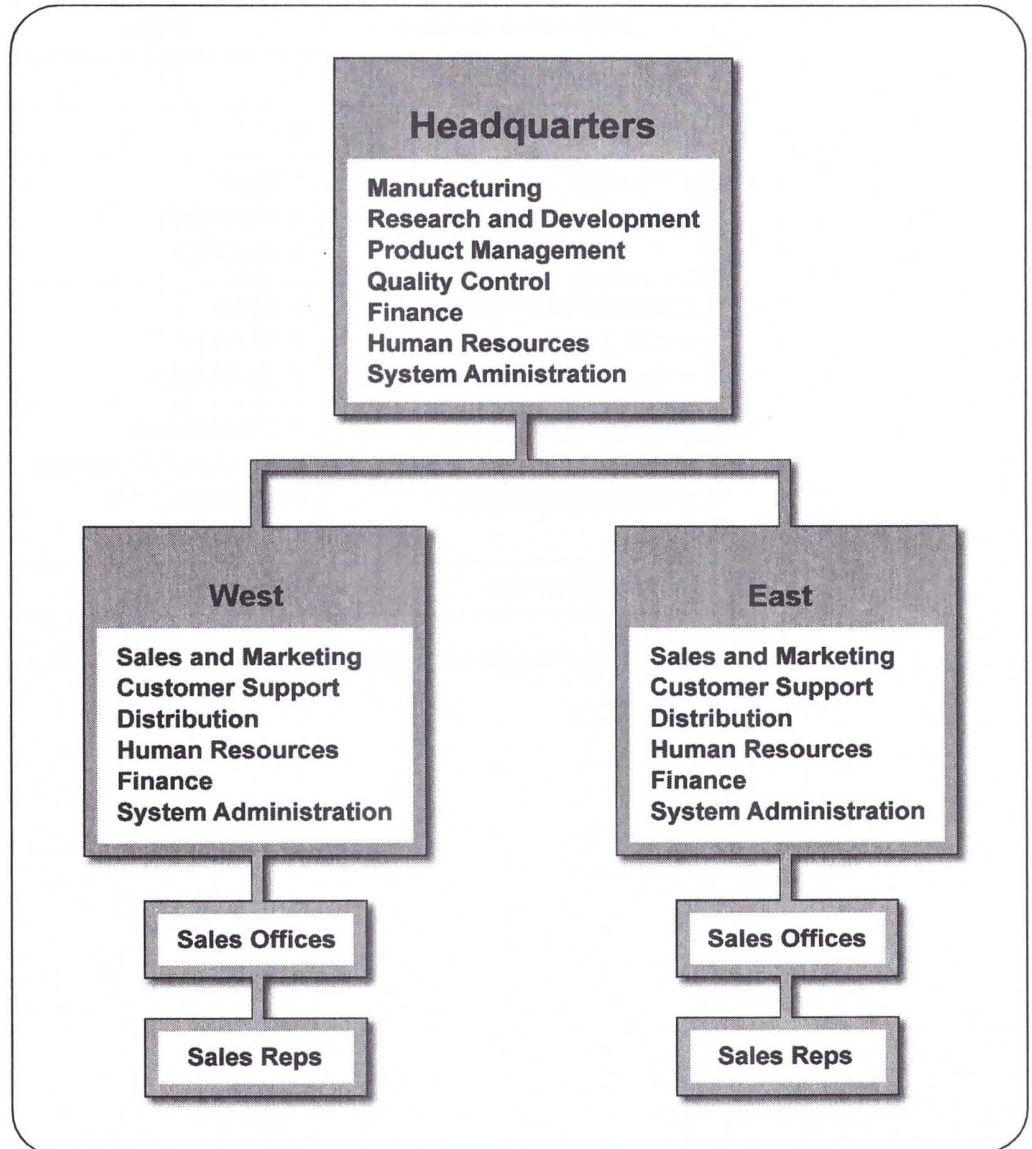 Headquarters
Manufacturing
Research and Development
Product Management
Quality Control
Finance
Human Resources
System Aministration
West
Sales and Marketing
Customer Support
Distribution
Human Resources
Finance
System Administration
Sales Offices
Sales Reps
East
Sales and Marketing
Customer Support
Distribution
Human Resources
Finance
System Administration
Sales Offices
Sales Reps